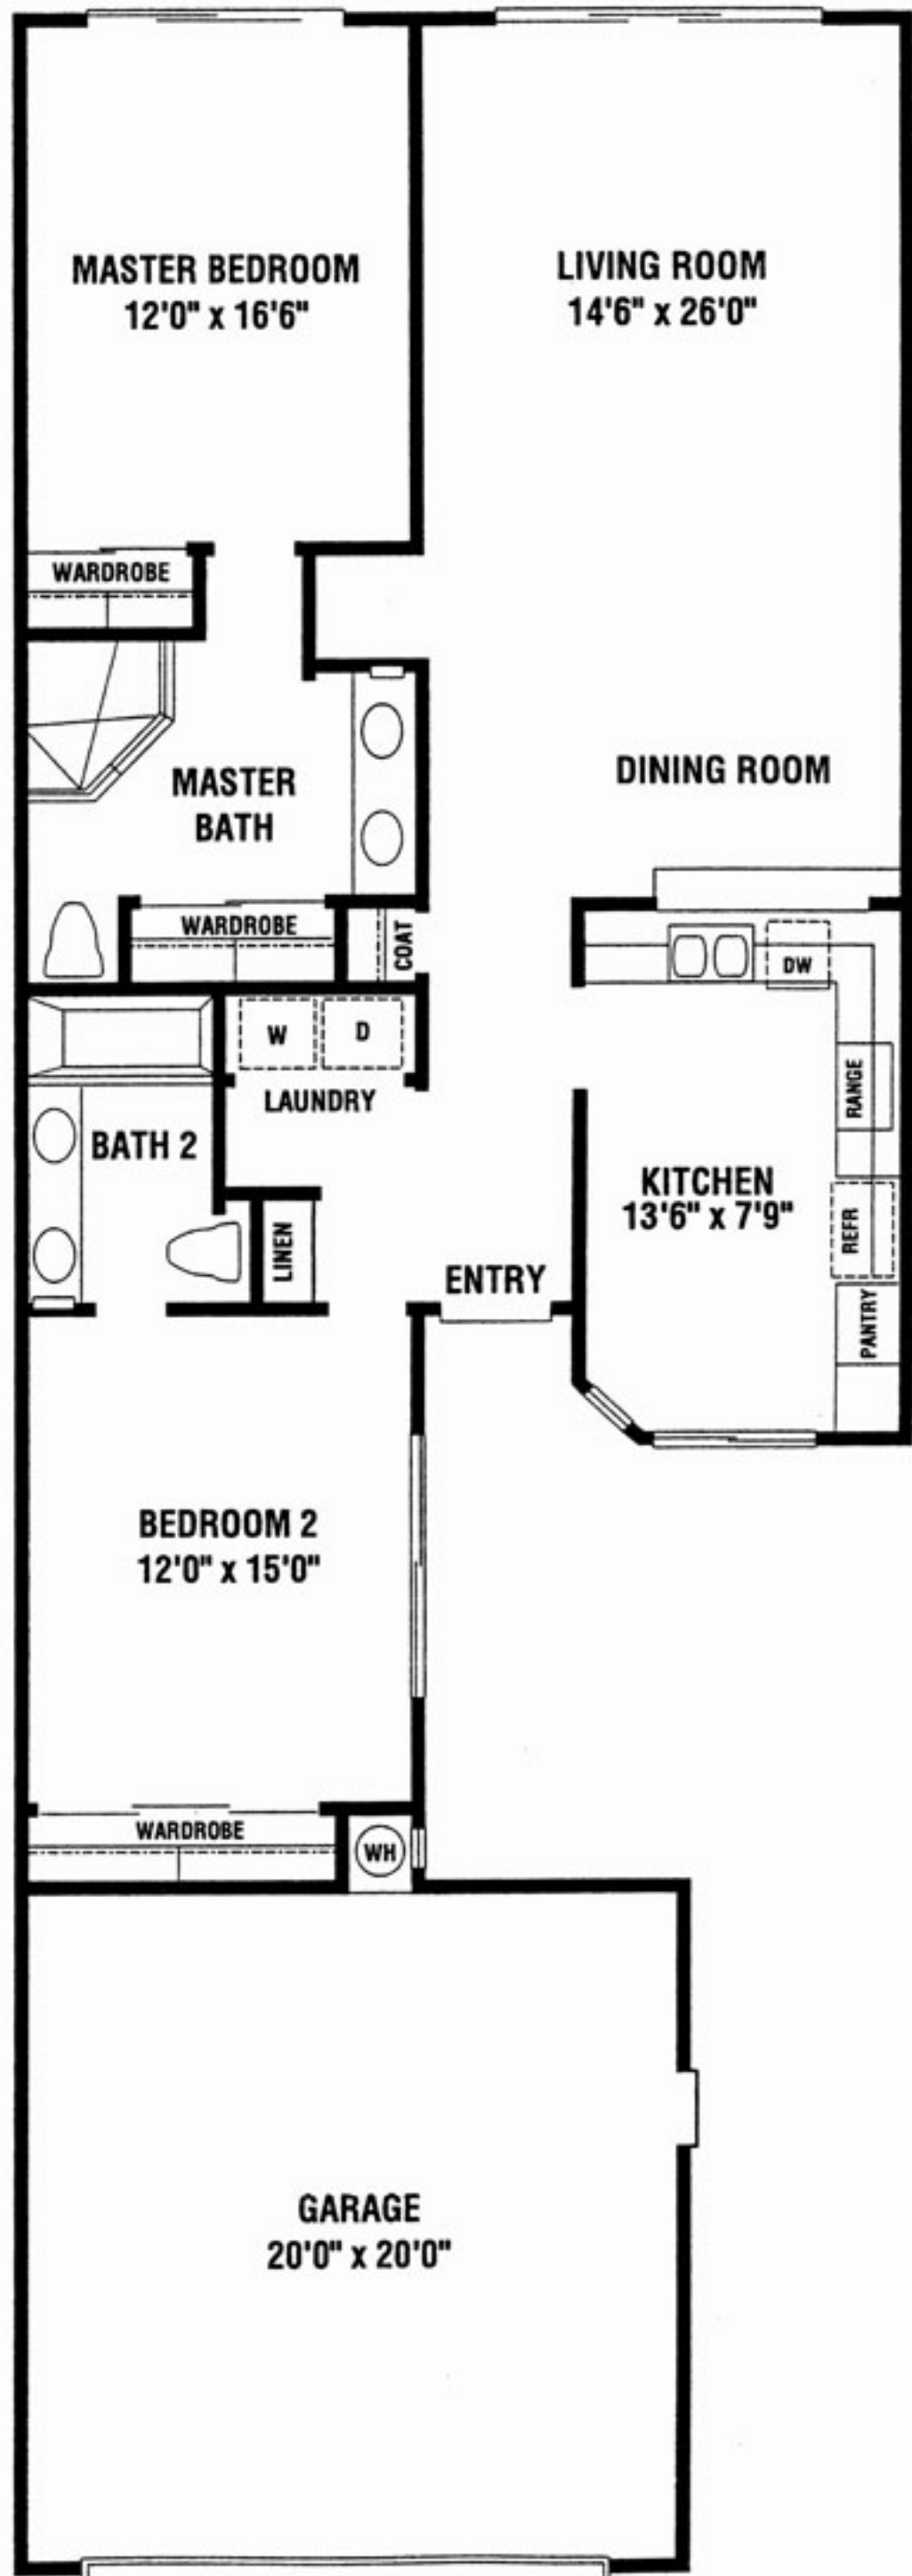 MASTER BEDROOM
12'0" x 16'6"
LIVING ROOM
14'6" x 26'0"
WARDROBE
DINING ROOM
MASTER
BATH
WARDROBE
COAT
DW
W
D
LAUNDRY
RANGE
BATH 2
KITCHEN
13'6" x 7'9"
REFR
LINEN
ENTRY
PANTRY
BEDROOM 2
12'0" x 15'0"
WARDROBE
WH
GARAGE
20'0" x 20'0"